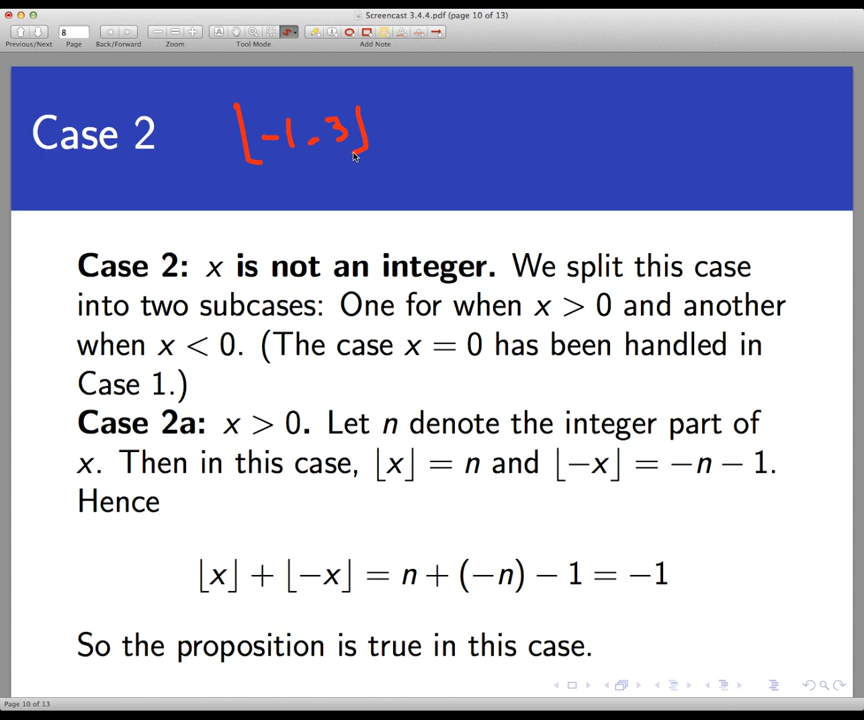 Screencast 3.4.4.pdf (page 10 of 13)
8
Previous/Next Page Back/Forward Zoom Tool Mode Add Note
Case 2 ⌊-1.3⌋
Case 2: x is not an integer. We split this case
into two subcases: One for when x > 0 and another
when x < 0. (The case x = 0 has been handled in
Case 1.)
Case 2a: x > 0. Let n denote the integer part of
x. Then in this case, ⌊x⌋ = n and ⌊−x⌋ = −n − 1.
Hence
⌊x⌋ + ⌊−x⌋ = n + (−n) − 1 = −1
So the proposition is true in this case.
Page 10 of 13